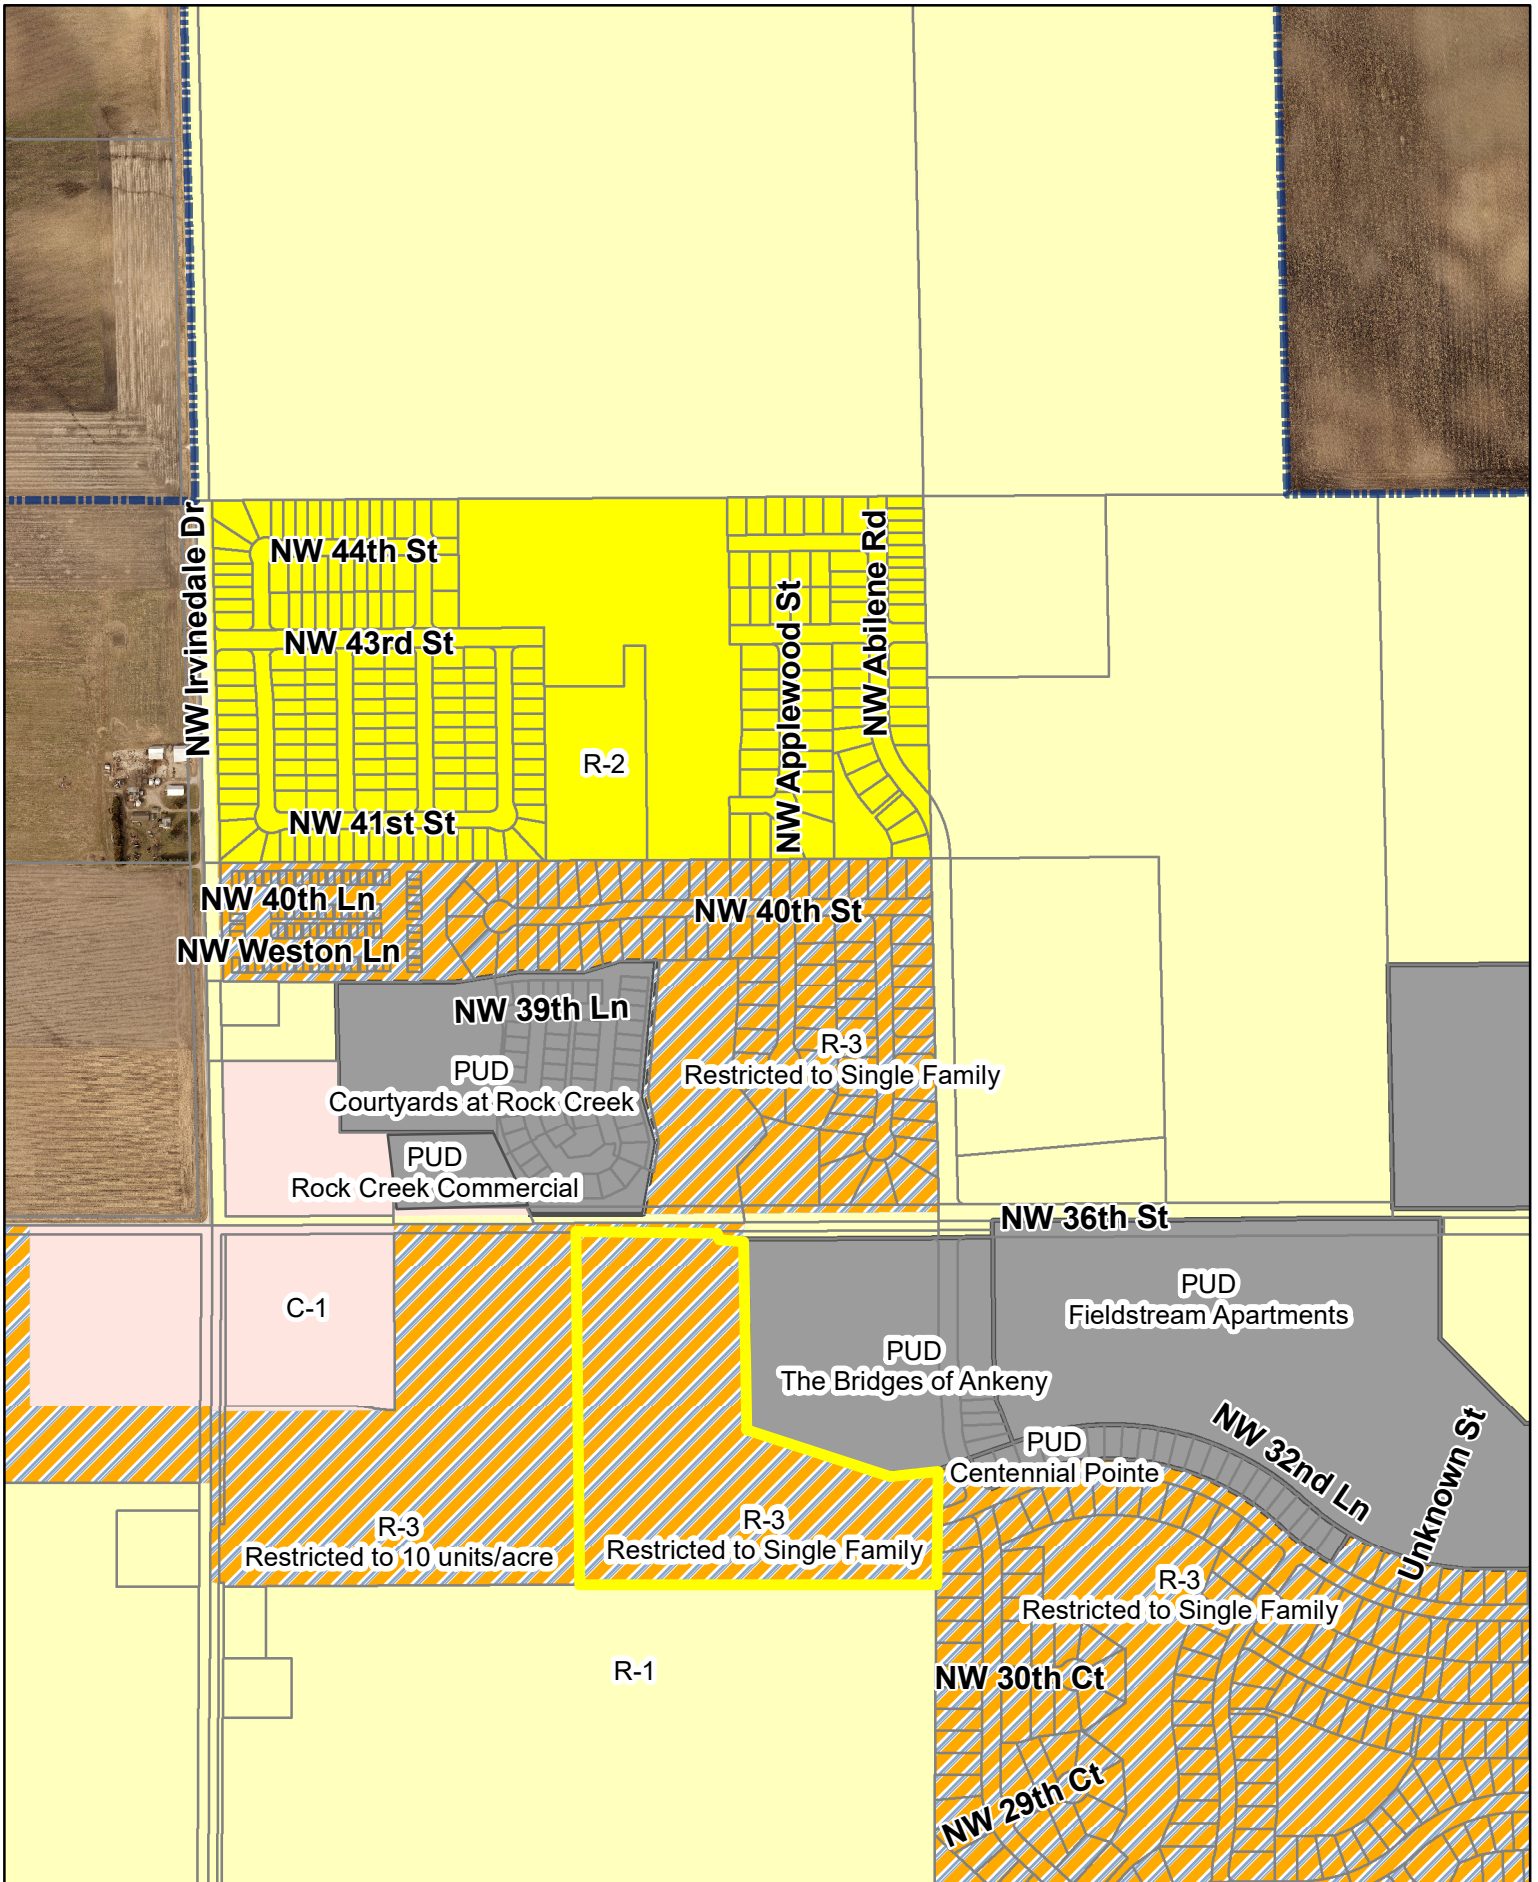 NW Irvinedale Dr
NW 44th St
NW 43rd St
NW Applewood St
NW Abilene Rd
R-2
NW 41st St
NW 40th Ln
NW 40th St
NW Weston Ln
NW 39th Ln
R-3
Restricted to Single Family
PUD
Courtyards at Rock Creek
PUD
Rock Creek Commercial
NW 36th St
C-1
PUD
Fieldstream Apartments
PUD
The Bridges of Ankeny
PUD
Centennial Pointe
NW 32nd Ln
Unknown St
R-3
Restricted to 10 units/acre
R-3
Restricted to Single Family
R-3
Restricted to Single Family
R-1
NW 30th Ct
NW 29th Ct